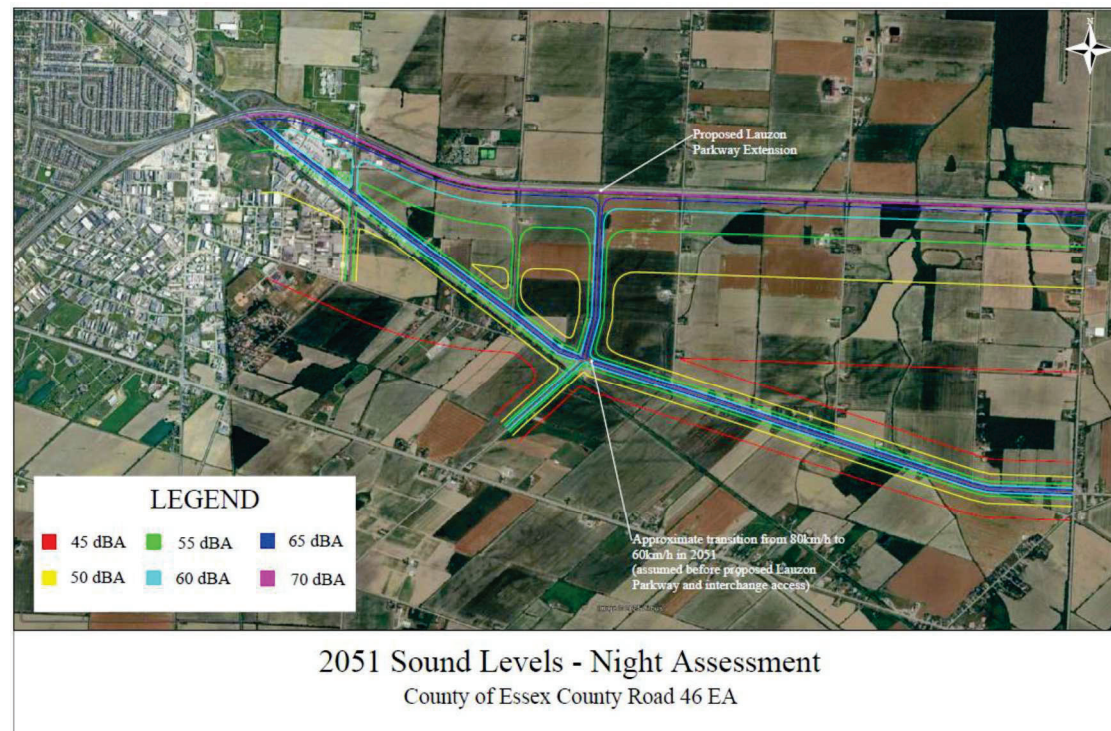 N
Proposed Lauzon
Parkway Extension
Approximate transition from 80km/h to
60km/h in 2051
(assumed before proposed Lauzon
Parkway and interchange access)
LEGEND
45 dBA
55 dBA
65 dBA
50 dBA
60 dBA
70 dBA
2051 Sound Levels - Night Assessment
County of Essex County Road 46 EA